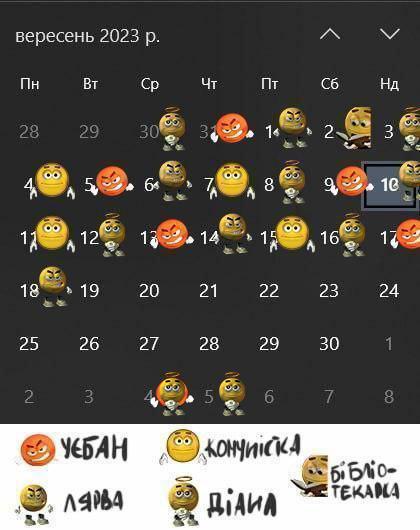 вересень 2023 р.
Пн Вт Ср Чт Пт Сб Нд
28 29 30 31 1 2 3
4 5 6 7 8 9 10
11 12 13 14 15 16 17
18 19 20 21 22 23 24
25 26 27 28 29 30 1
2 3 4 5 6 7 8
УЄБАН
КОМУНІСТКА
БІБЛІО-
ТЕКАРКА
ЛЯРВА
ДІАНА